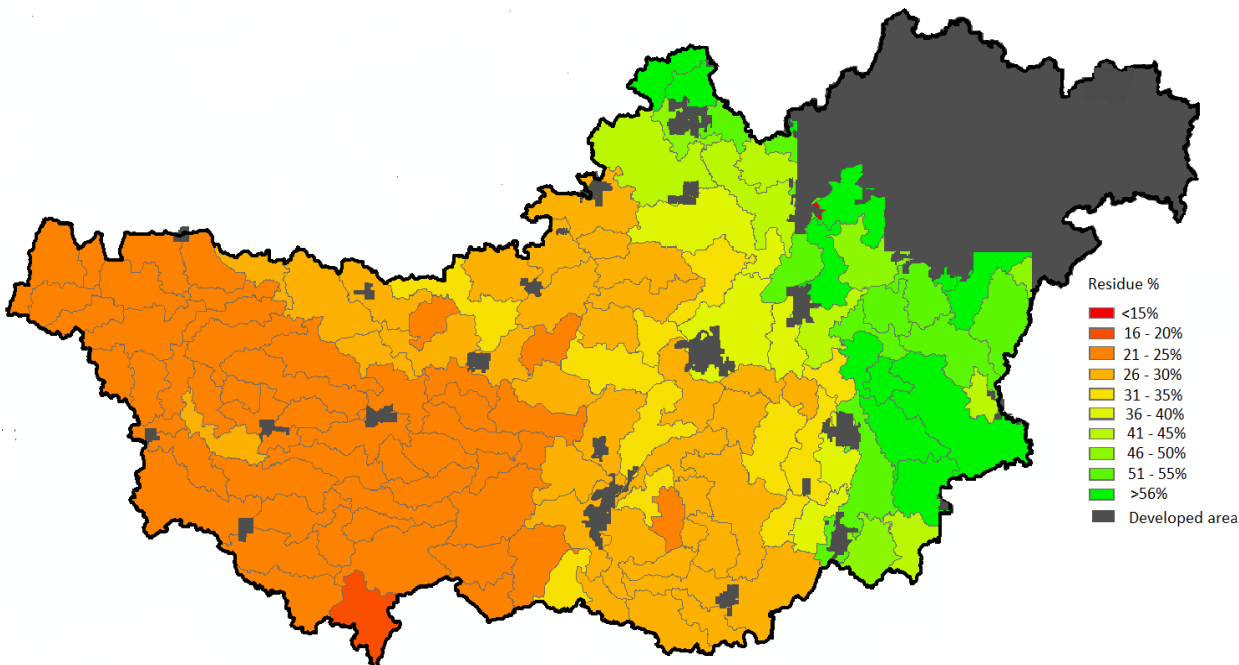 Residue %
<15%
16 - 20%
21 - 25%
26 - 30%
31 - 35%
36 - 40%
41 - 45%
46 - 50%
51 - 55%
>56%
Developed area